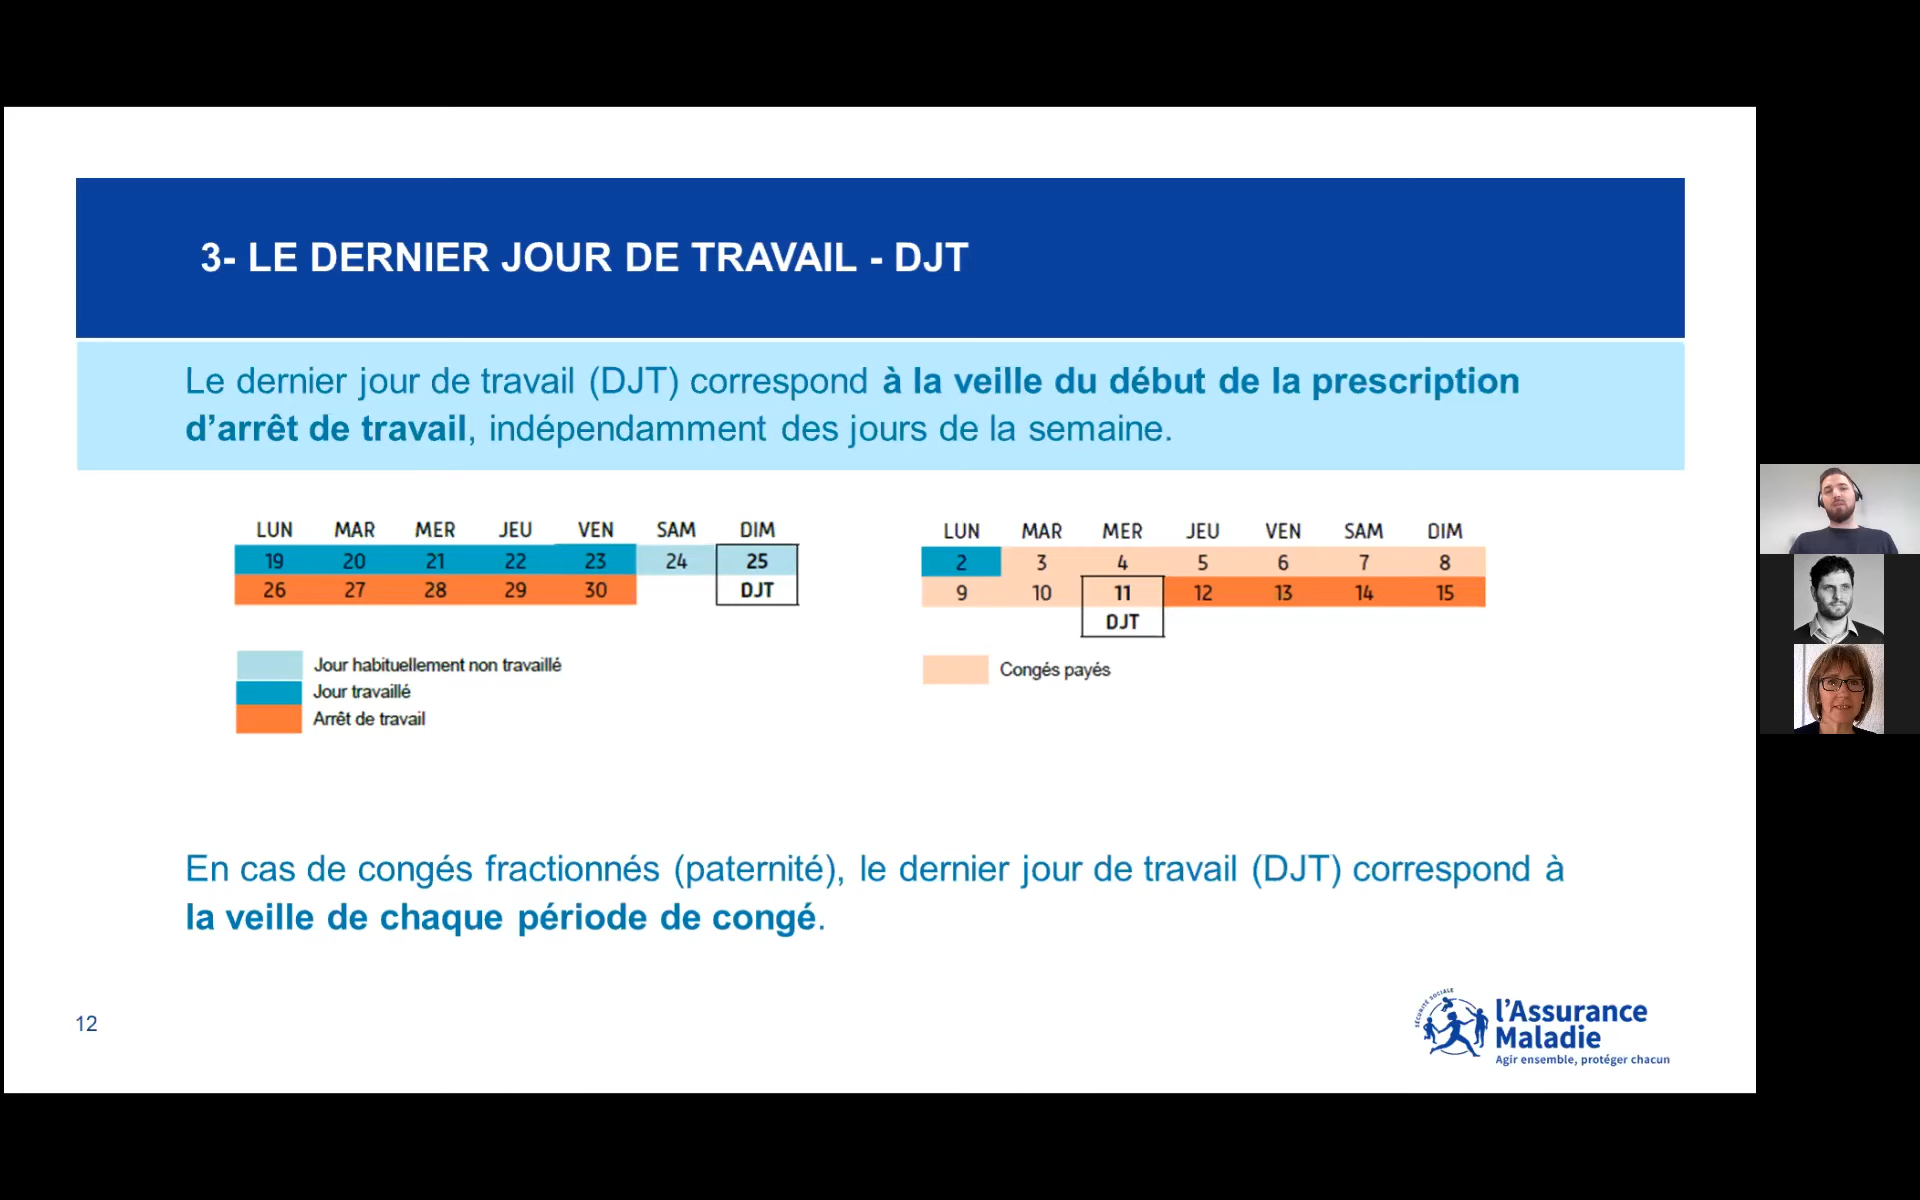 3- LE DERNIER JOUR DE TRAVAIL - DJT
Le dernier jour de travail (DJT) correspond à la veille du début de la prescription
d’arrêt de travail, indépendamment des jours de la semaine.
LUN MAR MER JEU VEN SAM DIM
19 20 21 22 23 24 25
26 27 28 29 30 DJT
Jour habituellement non travaillé
Jour travaillé
Arrêt de travail
LUN MAR MER JEU VEN SAM DIM
2 3 4 5 6 7 8
9 10 11 12 13 14 15
DJT
Congés payés
En cas de congés fractionnés (paternité), le dernier jour de travail (DJT) correspond à
la veille de chaque période de congé.
12
SÉCURITÉ SOCIALE
l’Assurance
Maladie
Agir ensemble, protéger chacun